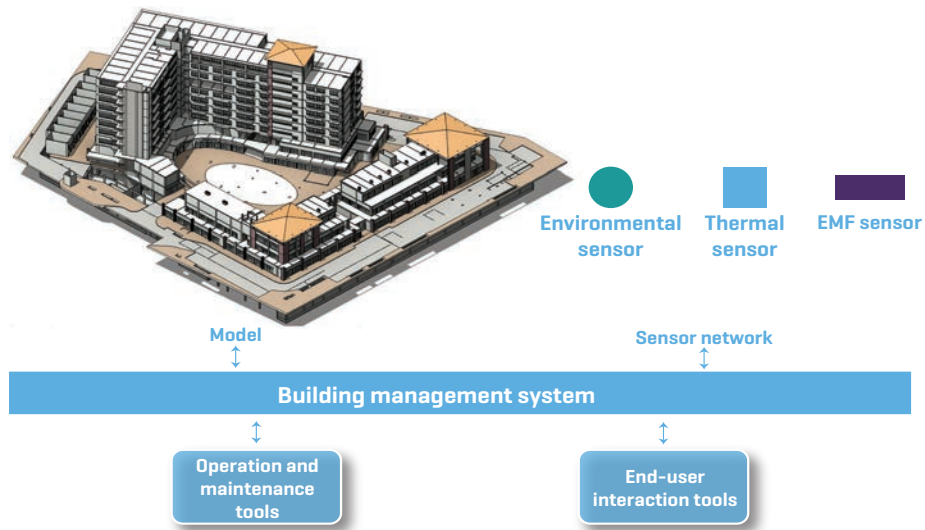 Environmental
sensor
Thermal
sensor
EMF sensor
Model
Sensor network
Building management system
Operation and
maintenance
tools
End-user
interaction tools